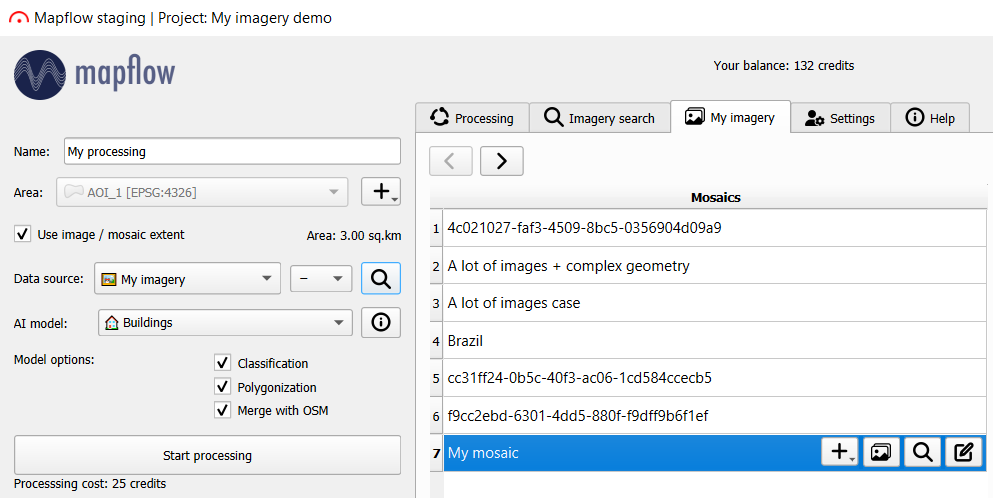 Mapflow staging | Project: My imagery demo
mapflow
Your balance: 132 credits
Processing
Imagery search
My imagery
Settings
Help
Name:
My processing
Area:
AOI_1 [EPSG:4326]
Use image / mosaic extent
Area: 3.00 sq.km
Data source:
My imagery
–
AI model:
Buildings
Model options:
Classification
Polygonization
Merge with OSM
Start processing
Processsing cost: 25 credits
Mosaics
1 4c021027-faf3-4509-8bc5-0356904d09a9
2 A lot of images + complex geometry
3 A lot of images case
4 Brazil
5 cc31ff24-0b5c-40f3-ac06-1cd584ccecb5
6 f9cc2ebd-6301-4dd5-880f-f9dff9b6f1ef
7 My mosaic